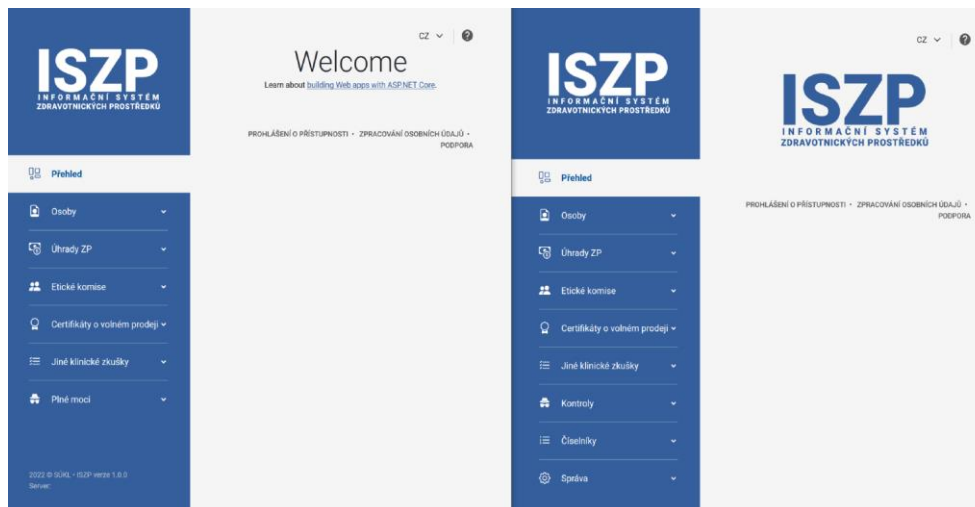 ISZP
INFORMAČNÍ SYSTÉM
ZDRAVOTNICKÝCH PROSTŘEDKŮ
Přehled
Osoby
Úhrady ZP
Etické komise
Certifikáty o volném prodeji
Jiné klinické zkušky
Plné moci
2022 © SÚKL - ISZP verze 1.0.0
Server:
CZ
Welcome
Learn about building Web apps with ASP.NET Core.
PROHLÁŠENÍ O PŘÍSTUPNOSTI • ZPRACOVÁNÍ OSOBNÍCH ÚDAJŮ •
PODPORA
ISZP
INFORMAČNÍ SYSTÉM
ZDRAVOTNICKÝCH PROSTŘEDKŮ
Přehled
Osoby
Úhrady ZP
Etické komise
Certifikáty o volném prodeji
Jiné klinické zkušky
Kontroly
Číselníky
Správa
CZ
ISZP
INFORMAČNÍ SYSTÉM
ZDRAVOTNICKÝCH PROSTŘEDKŮ
PROHLÁŠENÍ O PŘÍSTUPNOSTI • ZPRACOVÁNÍ OSOBNÍCH ÚDAJŮ •
PODPORA